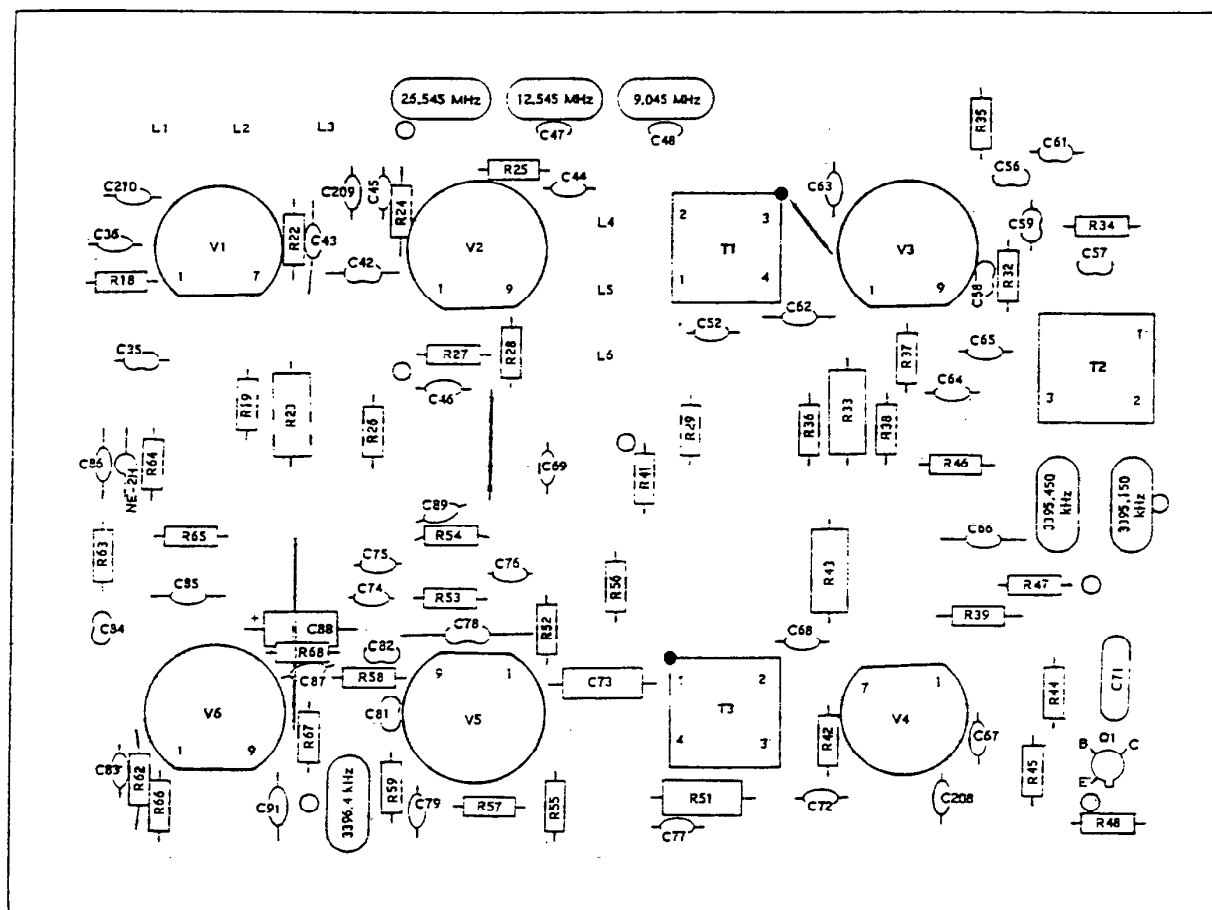 25.545 MHz
12.545 MHz
9.045 MHz
L1
L2
L3
C47
C48
R35
C61
R25
C56
C210
C209
C45
R24
C44
C63
V1
1
7
R22
C43
V2
1
9
L4
T1
2
3
1
4
V3
1
9
C59
R34
C57
C36
R18
C42
L5
C58
R32
C62
C52
C35
R27
R28
L6
R37
C65
T2
1
3
2
C46
C64
R19
R23
R26
R29
R36
R33
R38
C86
NE-2H
R64
C69
R41
R46
3395.450 kHz
3395.150 kHz
C89
R63
R65
R54
C66
C75
C76
R56
R43
R47
C85
C74
R53
R39
C84
+
C88
C78
R52
C68
R68
C82
C87
R58
C73
T3
1
2
4
3
V4
7
1
R44
C71
V6
1
9
V5
9
1
C81
R67
R42
C67
B
Q1
C
E
C83
R62
R66
R59
R45
C91
3396.4 kHz
C79
R57
R55
R51
C72
C208
C77
R48